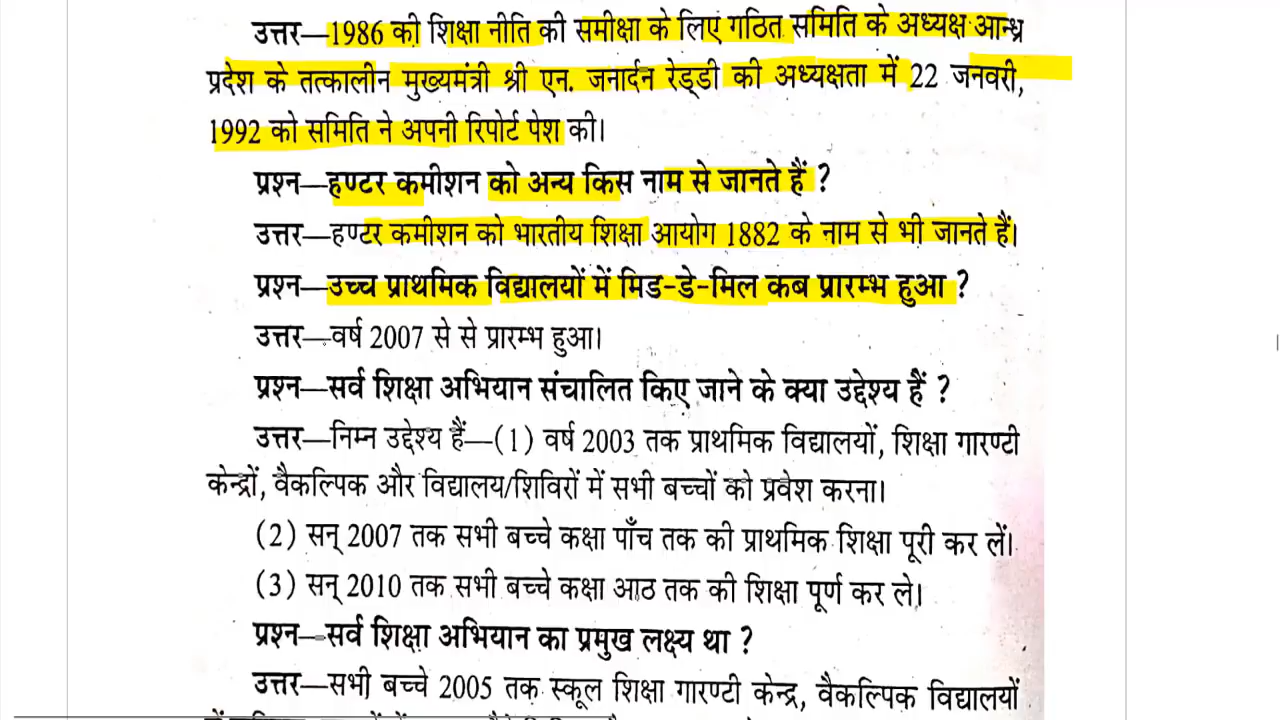 उत्तर—1986 की शिक्षा नीति की समीक्षा के लिए गठित समिति के अध्यक्ष आन्ध्र
प्रदेश के तत्कालीन मुख्यमंत्री श्री एन. जनार्दन रेड्डी की अध्यक्षता में 22 जनवरी,
1992 को समिति ने अपनी रिपोर्ट पेश की।
प्रश्न—हण्टर कमीशन को अन्य किस नाम से जानते हैं ?
उत्तर—हण्टर कमीशन को भारतीय शिक्षा आयोग 1882 के नाम से भी जानते हैं।
प्रश्न—उच्च प्राथमिक विद्यालयों में मिड-डे-मिल कब प्रारम्भ हुआ ?
उत्तर—वर्ष 2007 से से प्रारम्भ हुआ।
प्रश्न—सर्व शिक्षा अभियान संचालित किए जाने के क्या उद्देश्य हैं ?
उत्तर—निम्न उद्देश्य हैं—(1) वर्ष 2003 तक प्राथमिक विद्यालयों, शिक्षा गारण्टी
केन्द्रों, वैकल्पिक और विद्यालय/शिविरों में सभी बच्चों को प्रवेश करना।
(2) सन् 2007 तक सभी बच्चे कक्षा पाँच तक की प्राथमिक शिक्षा पूरी कर लें।
(3) सन् 2010 तक सभी बच्चे कक्षा आठ तक की शिक्षा पूर्ण कर ले।
प्रश्न—सर्व शिक्षा अभियान का प्रमुख लक्ष्य था ?
उत्तर—सभी बच्चे 2005 तक स्कूल शिक्षा गारण्टी केन्द्र, वैकल्पिक विद्यालयों